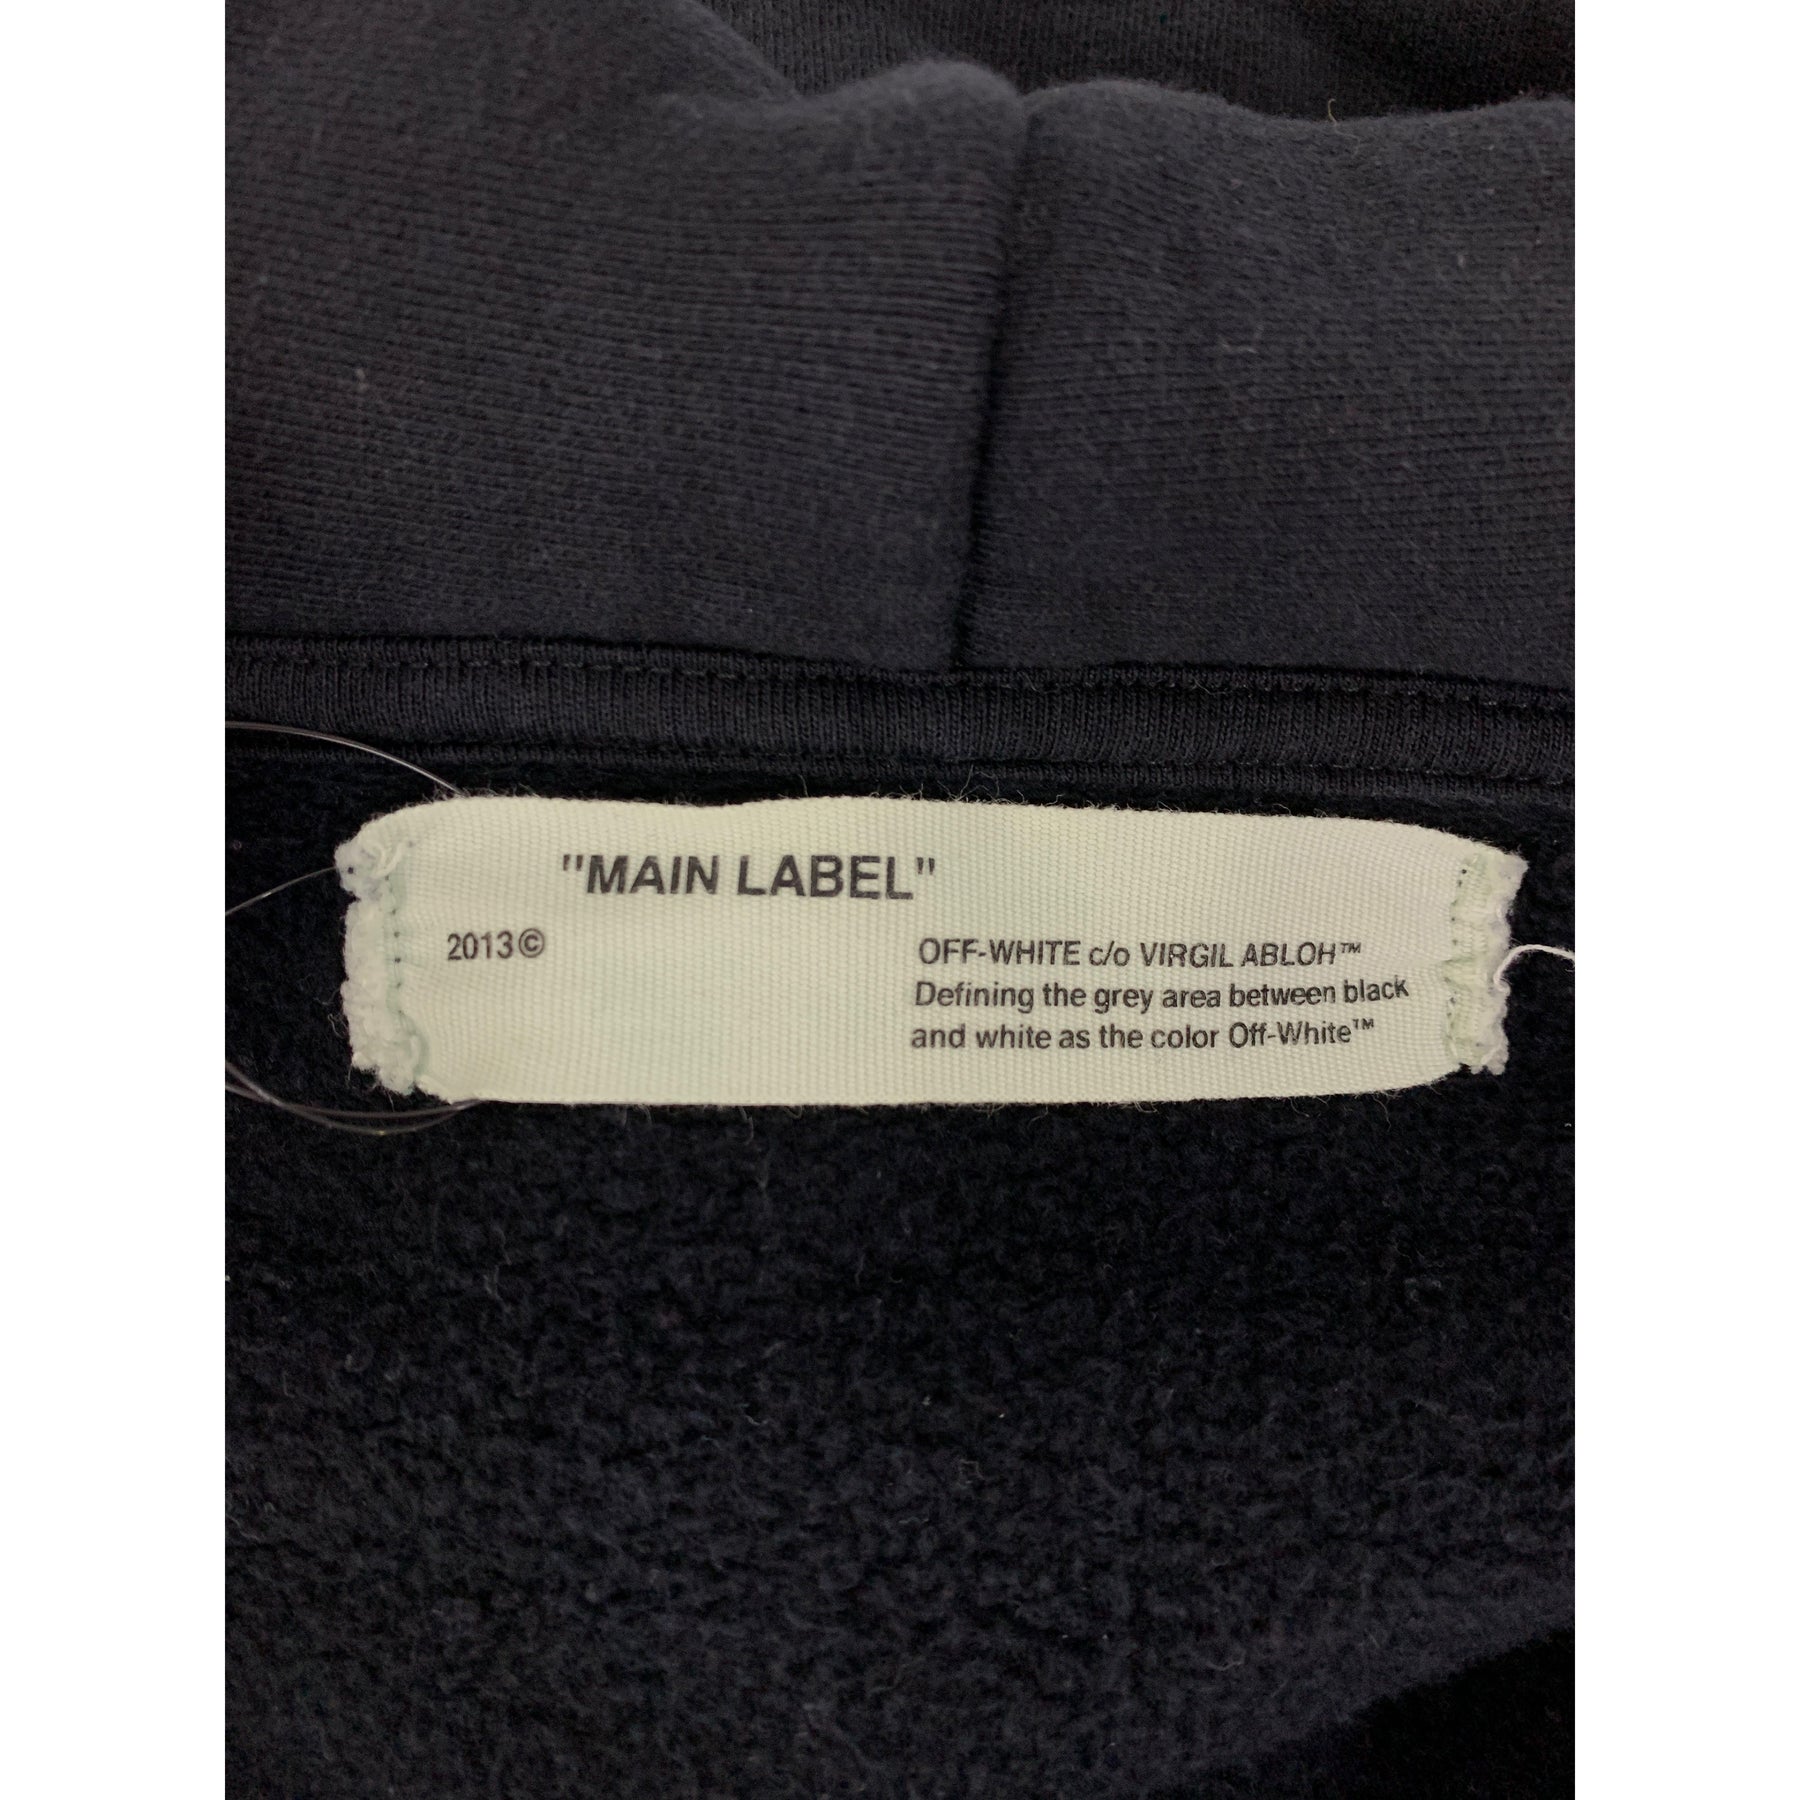 "MAIN LABEL"
2013©
OFF-WHITE c/o VIRGIL ABLOH™
Defining the grey area between black
and white as the color Off-White™